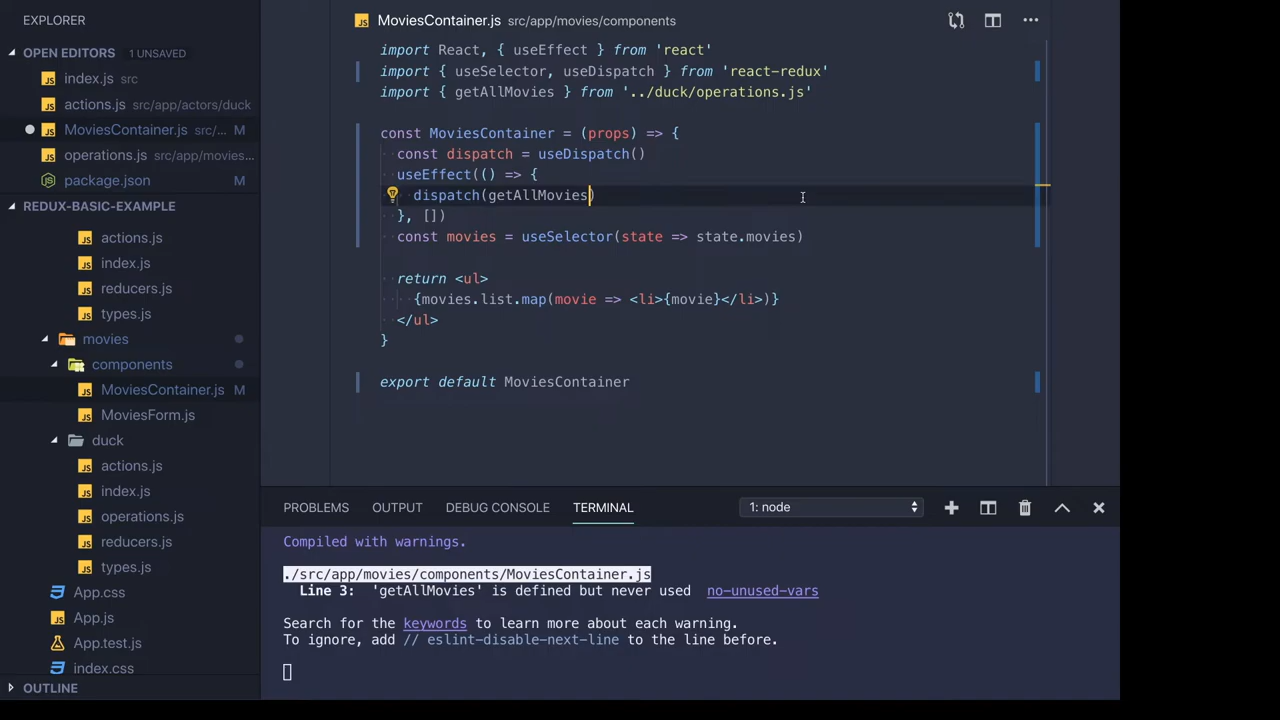 EXPLORER
OPEN EDITORS 1 UNSAVED
index.js src
actions.js src/app/actors/duck
MoviesContainer.js src/... M
operations.js src/app/movies...
package.json M
REDUX-BASIC-EXAMPLE
actions.js
index.js
reducers.js
types.js
movies
components
MoviesContainer.js M
MoviesForm.js
duck
actions.js
index.js
operations.js
reducers.js
types.js
App.css
App.js
App.test.js
index.css
OUTLINE
MoviesContainer.js src/app/movies/components
import React, { useEffect } from 'react'
import { useSelector, useDispatch } from 'react-redux'
import { getAllMovies } from '../duck/operations.js'
const MoviesContainer = (props) => {
const dispatch = useDispatch()
useEffect(() => {
dispatch(getAllMovies)
}, [])
const movies = useSelector(state => state.movies)
return <ul>
{movies.list.map(movie => <li>{movie}</li>)}
</ul>
}
export default MoviesContainer
PROBLEMS OUTPUT DEBUG CONSOLE TERMINAL 1: node
Compiled with warnings.
./src/app/movies/components/MoviesContainer.js
Line 3: 'getAllMovies' is defined but never used no-unused-vars
Search for the keywords to learn more about each warning.
To ignore, add // eslint-disable-next-line to the line before.